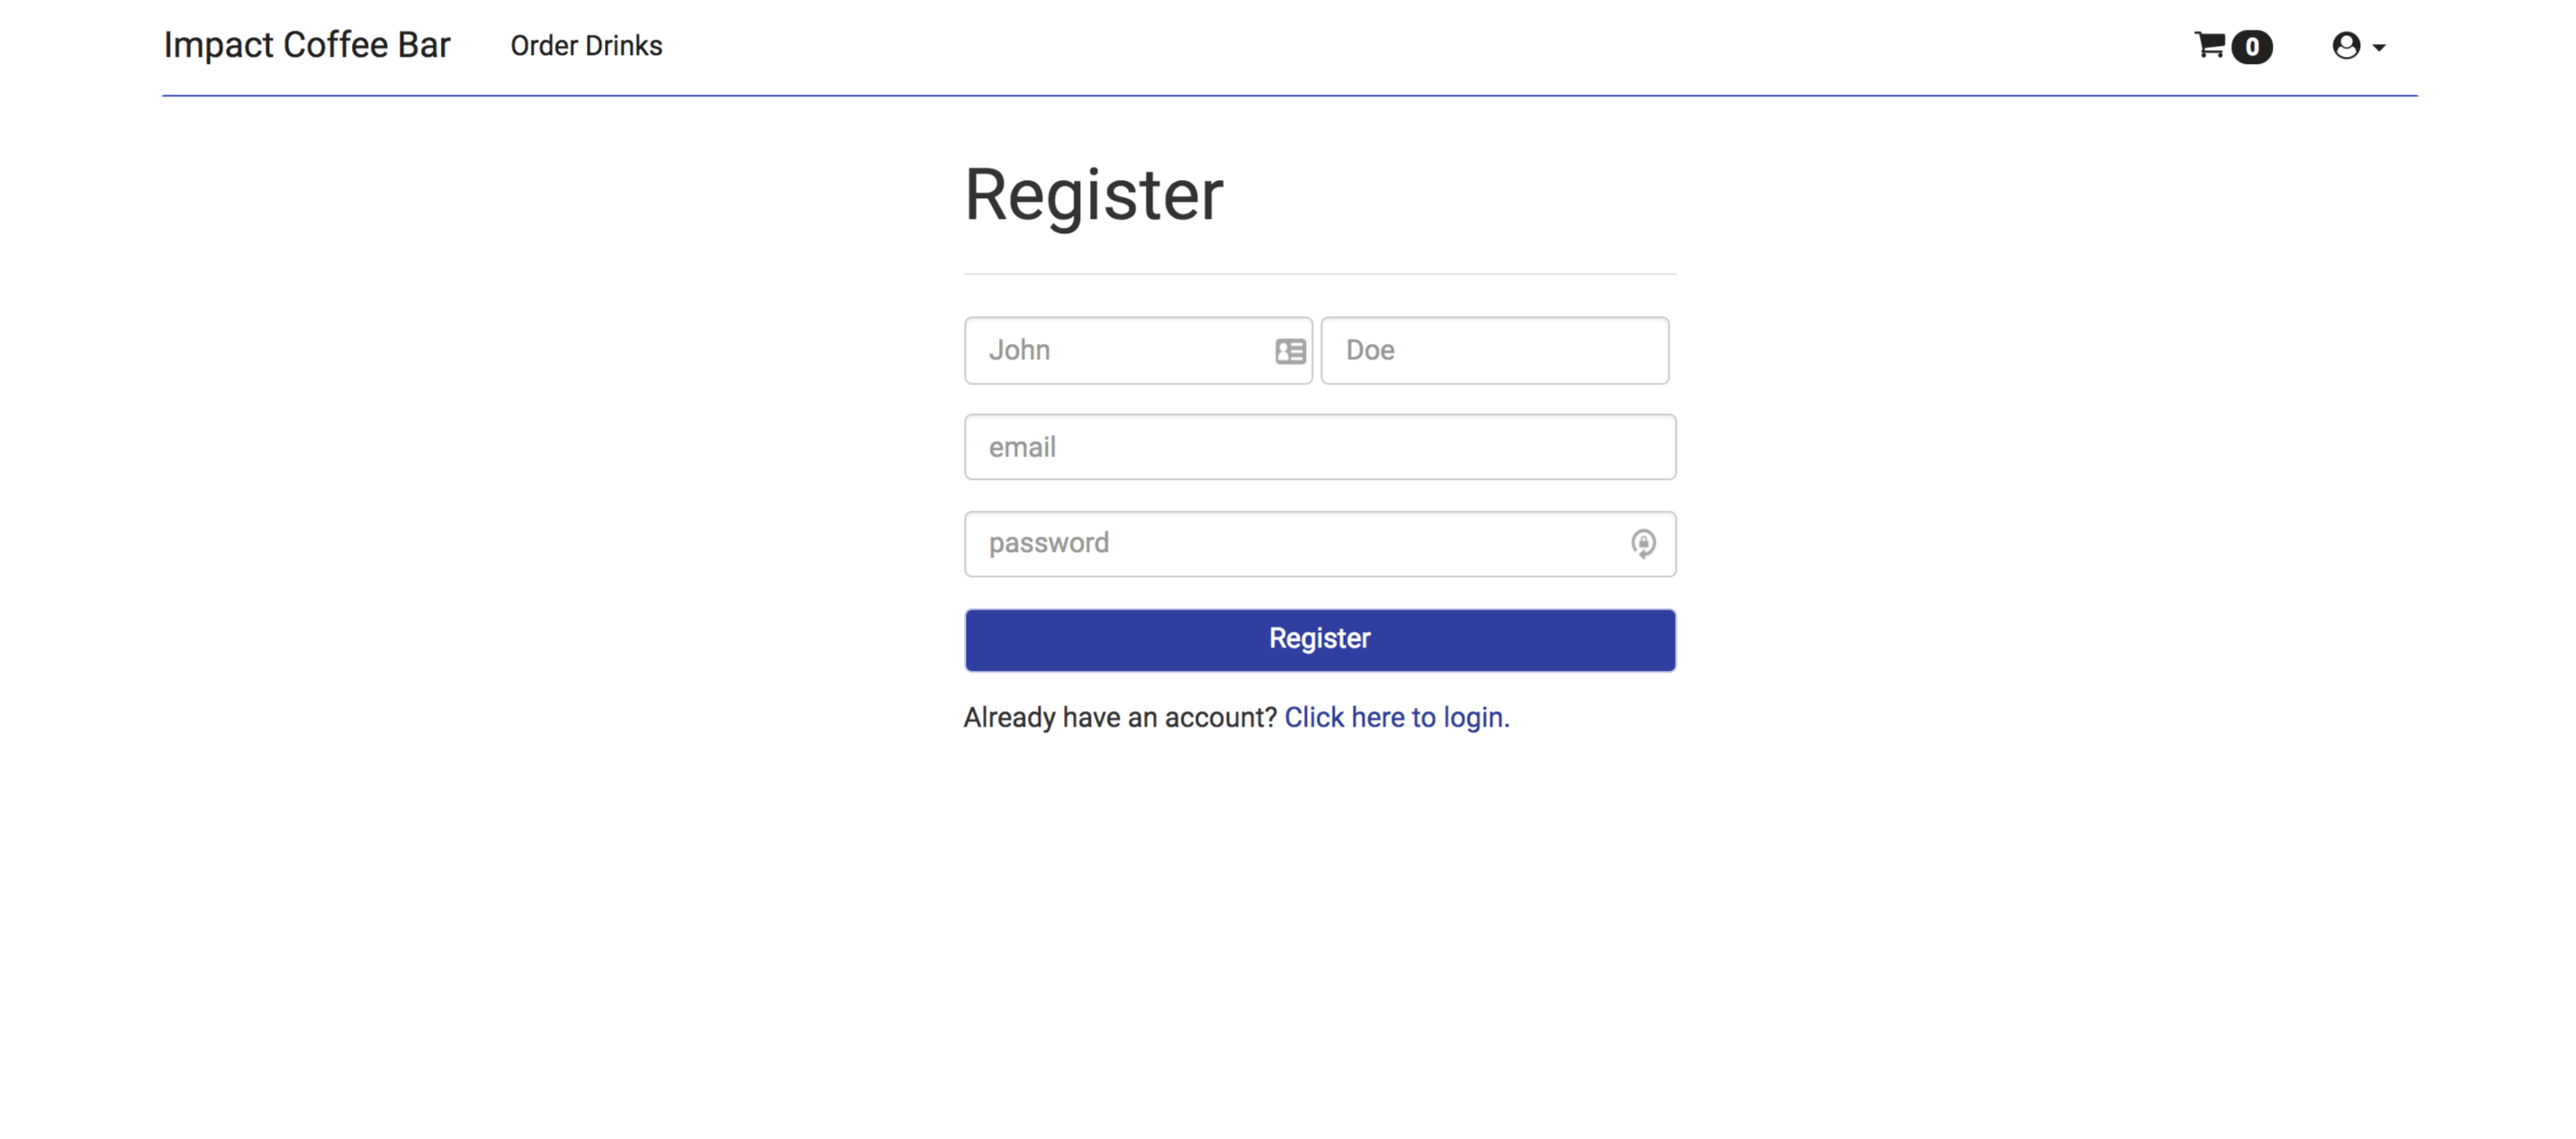 Impact Coffee Bar Order Drinks 0
Register
John Doe
email
password
Register
Already have an account? Click here to login.